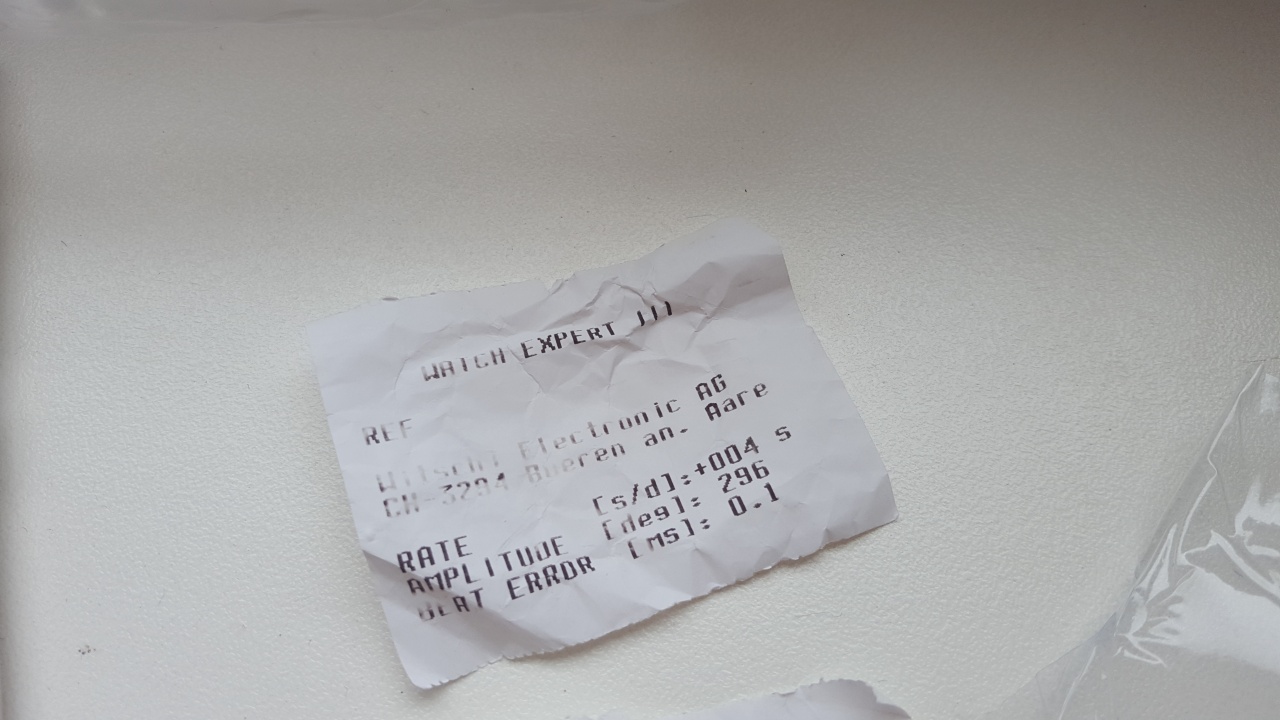 WATCH EXPERT III
REF
Witschi Electronic AG
CH-3294 Bueren an. Aare
RATE [s/d]:+004 s
AMPLITUDE [deg]: 296
BEAT ERROR [ms]: 0.1